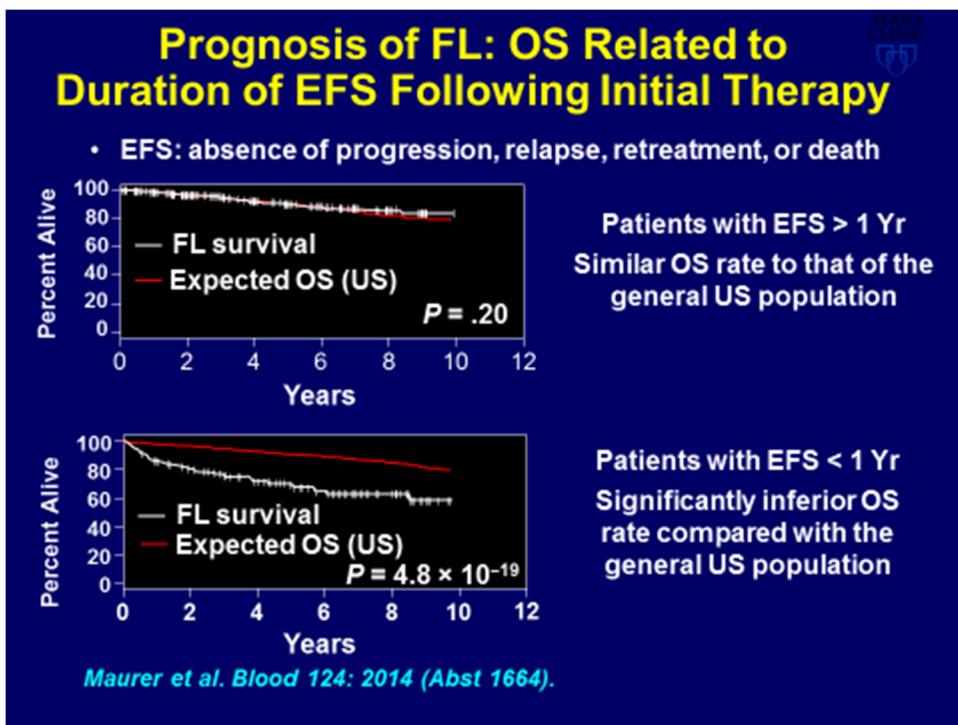 MAYO
CLINIC
Prognosis of FL: OS Related to
Duration of EFS Following Initial Therapy
• EFS: absence of progression, relapse, retreatment, or death
Percent Alive
100
80
60
40
20
0
FL survival
Expected OS (US)
P = .20
0 2 4 6 8 10 12
Years
Patients with EFS > 1 Yr
Similar OS rate to that of the
general US population
Percent Alive
100
80
60
40
20
0
FL survival
Expected OS (US)
P = 4.8 × 10⁻¹⁹
0 2 4 6 8 10 12
Years
Patients with EFS < 1 Yr
Significantly inferior OS
rate compared with the
general US population
Maurer et al. Blood 124: 2014 (Abst 1664).